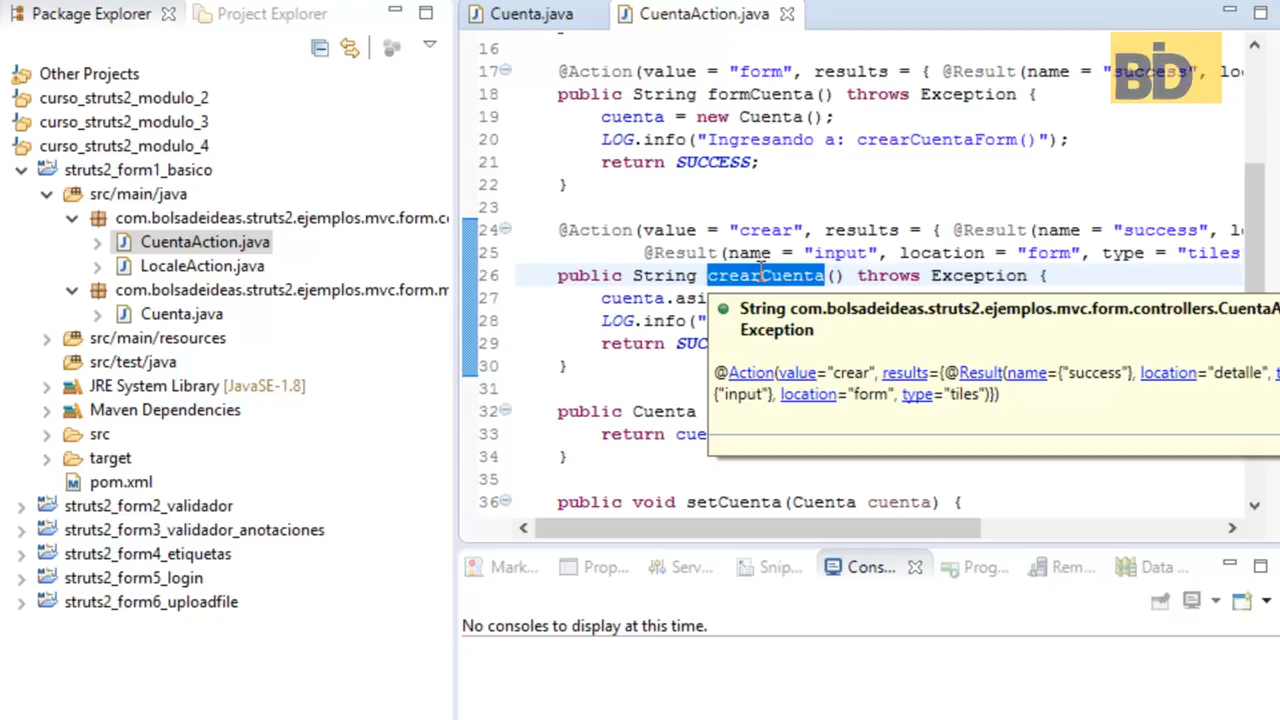 Package Explorer
Project Explorer
Other Projects
curso_struts2_modulo_2
curso_struts2_modulo_3
curso_struts2_modulo_4
struts2_form1_basico
src/main/java
com.bolsadeideas.struts2.ejemplos.mvc.form.co
CuentaAction.java
LocaleAction.java
com.bolsadeideas.struts2.ejemplos.mvc.form.m
Cuenta.java
src/main/resources
src/test/java
JRE System Library [JavaSE-1.8]
Maven Dependencies
src
target
pom.xml
struts2_form2_validador
struts2_form3_validador_anotaciones
struts2_form4_etiquetas
struts2_form5_login
struts2_form6_uploadfile
Cuenta.java
CuentaAction.java
BD
16
17 @Action(value = "form", results = { @Result(name = "success", lo
18 public String formCuenta() throws Exception {
19 cuenta = new Cuenta();
20 LOG.info("Ingresando a: crearCuentaForm()");
21 return SUCCESS;
22 }
23
24 @Action(value = "crear", results = { @Result(name = "success", l
25 @Result(name = "input", location = "form", type = "tiles"
26 public String crearCuenta() throws Exception {
27 cuenta.asi
28 LOG.info("
29 return SUC
30 }
31
32 public Cuenta
33 return cue
34 }
35
36 public void setCuenta(Cuenta cuenta) {
String com.bolsadeideas.struts2.ejemplos.mvc.form.controllers.CuentaA
Exception
@Action(value="crear", results={@Result(name={"success"}, location="detalle", t
{"input"}, location="form", type="tiles")})
Mark... Prop... Serv... Snip... Cons... Prog... Rem... Data ...
No consoles to display at this time.